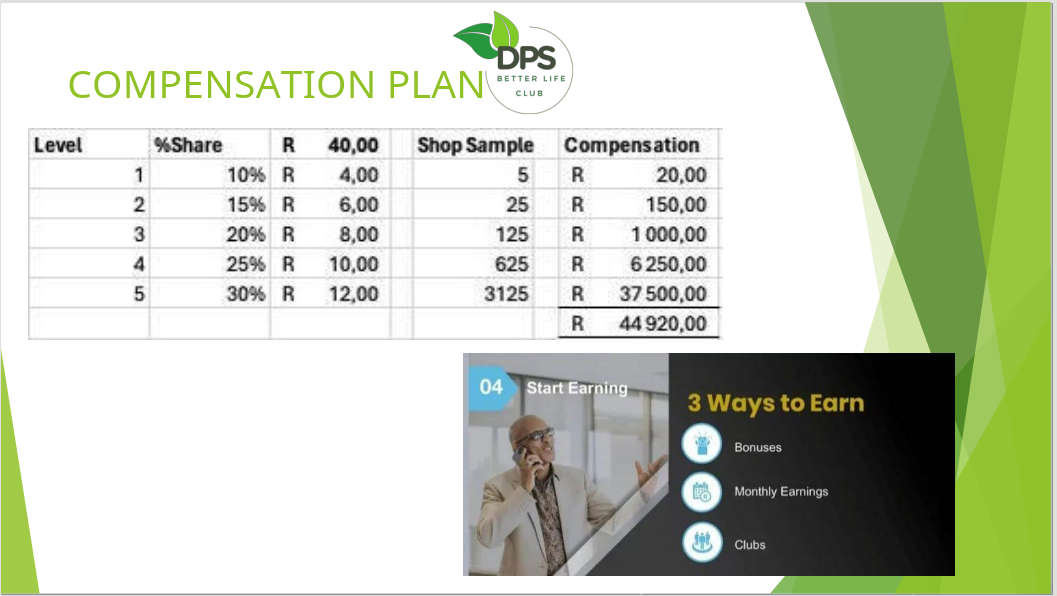 DPS
BETTER LIFE
CLUB
COMPENSATION PLAN
Level %Share R 40,00 Shop Sample Compensation
1 10% R 4,00 5 R 20,00
2 15% R 6,00 25 R 150,00
3 20% R 8,00 125 R 1 000,00
4 25% R 10,00 625 R 6 250,00
5 30% R 12,00 3125 R 37 500,00
R 44 920,00
04 Start Earning
3 Ways to Earn
Bonuses
Monthly Earnings
Clubs